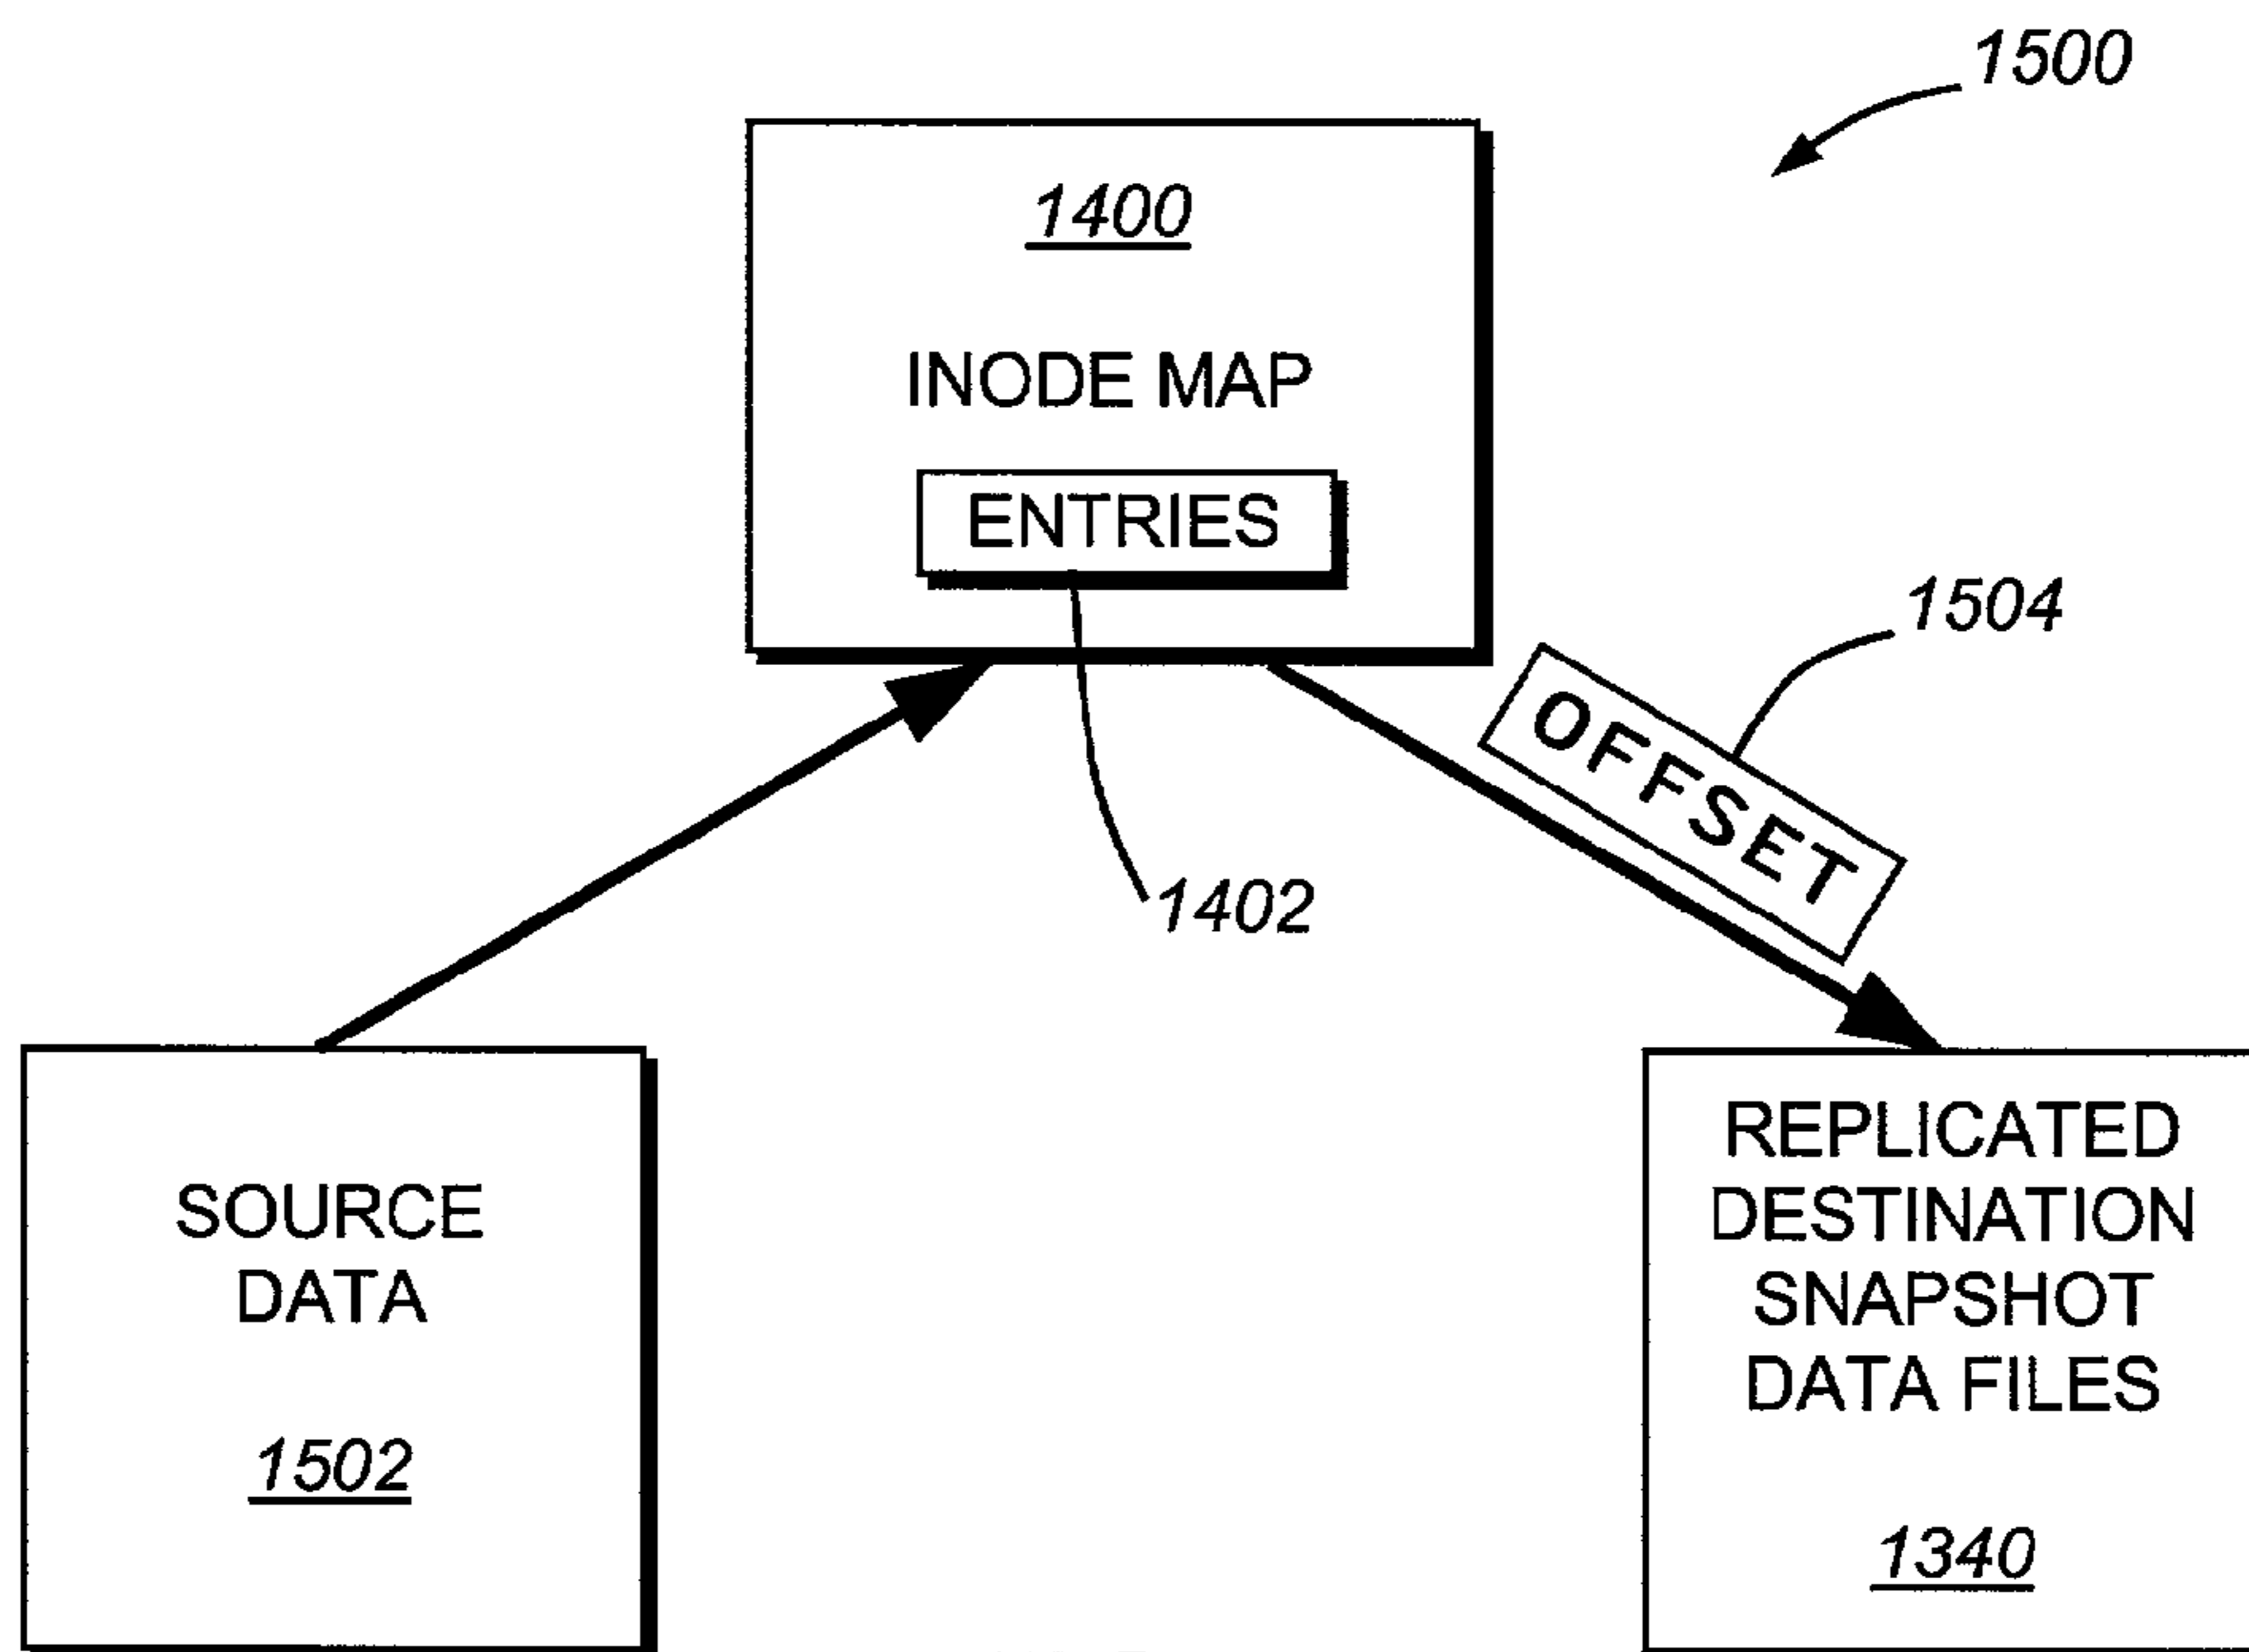 1500
1400
INODE MAP
ENTRIES
1504
OFFSET
1402
SOURCE
DATA
1502
REPLICATED
DESTINATION
SNAPSHOT
DATA FILES
1340